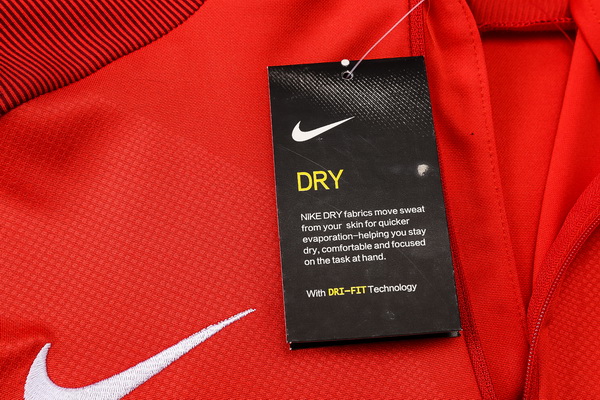 DRY
NIKE DRY fabrics move sweat
from your skin for quicker
evaporation–helping you stay
dry, comfortable and focused
on the task at hand.
With DRI–FIT Technology